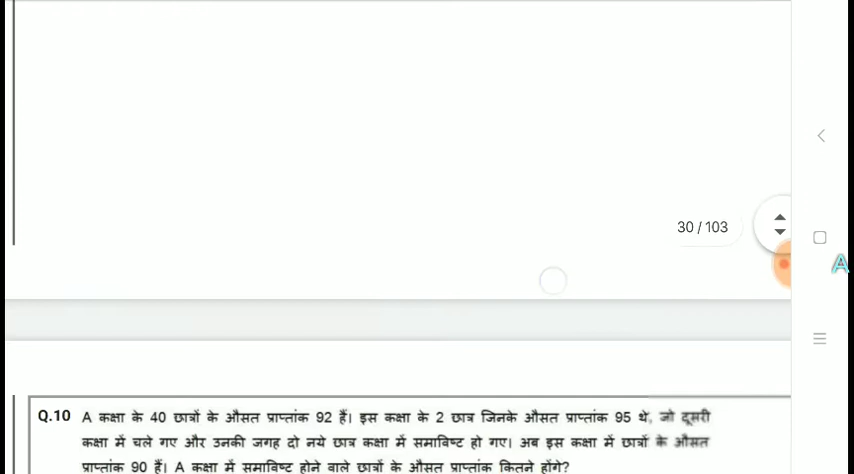 30 / 103
A
Q.10 A कक्षा के 40 छात्रों के औसत प्राप्तांक 92 हैं। इस कक्षा के 2 छात्र जिनके औसत प्राप्तांक 95 थे, जो दूसरी
कक्षा में चले गए और उनकी जगह दो नये छात्र कक्षा में समाविष्ट हो गए। अब इस कक्षा में छात्रों के औसत
प्राप्तांक 90 हैं। A कक्षा में समाविष्ट होने वाले छात्रों के औसत प्राप्तांक कितने होंगे?